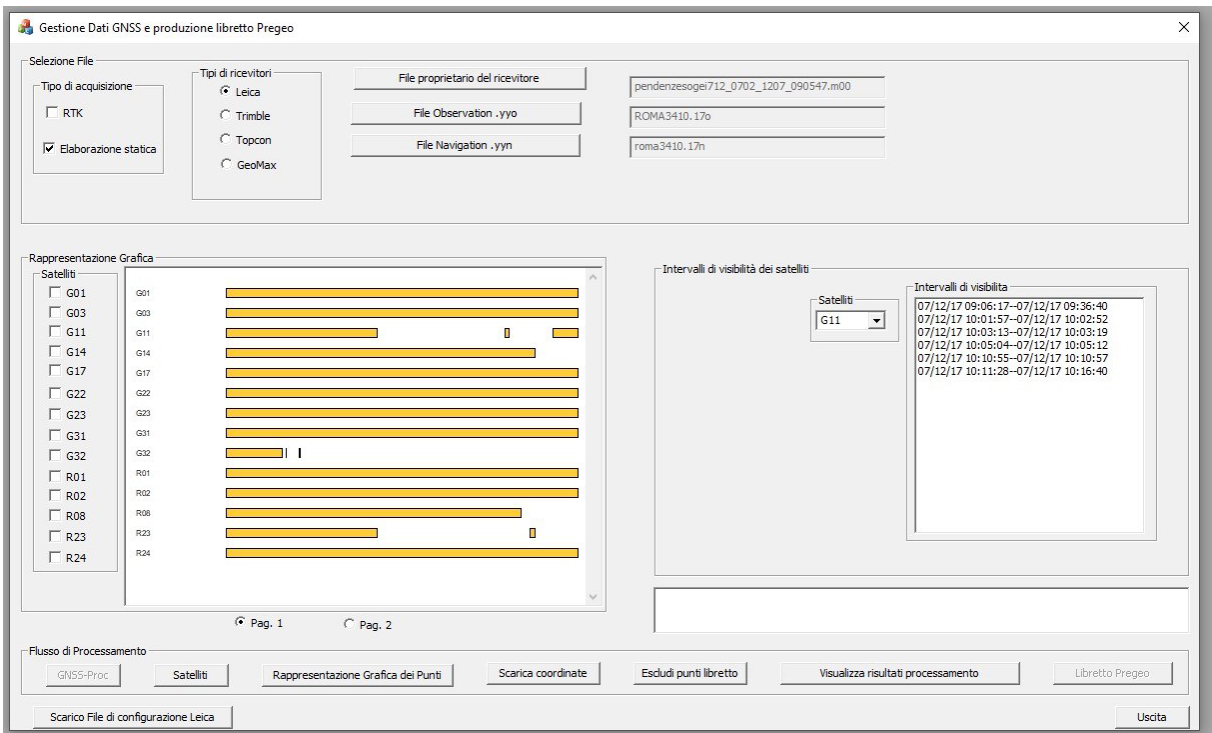 Gestione Dati GNSS e produzione libretto Pregeo
Selezione File
Tipo di acquisizione
RTK
Elaborazione statica
Tipi di ricevitori
Leica
Trimble
Topcon
GeoMax
File proprietario del ricevitore
pendenzesogei712_0702_1207_090547.m00
File Observation .yyo
ROMA3410.17o
File Navigation .yyn
roma3410.17n
Rappresentazione Grafica
Satelliti
G01
G03
G11
G14
G17
G22
G23
G31
G32
R01
R02
R08
R23
R24
G01
G03
G11
G14
G17
G22
G23
G31
G32
R01
R02
R08
R23
R24
Pag. 1
Pag. 2
Intervalli di visibilità dei satelliti
Satelliti
G11
Intervalli di visibilita
07/12/17 09:06:17--07/12/17 09:36:40
07/12/17 10:01:57--07/12/17 10:02:52
07/12/17 10:03:13--07/12/17 10:03:19
07/12/17 10:05:04--07/12/17 10:05:12
07/12/17 10:10:55--07/12/17 10:10:57
07/12/17 10:11:28--07/12/17 10:16:40
Flusso di Processamento
GNSS-Proc
Satelliti
Rappresentazione Grafica dei Punti
Scarica coordinate
Escludi punti libretto
Visualizza risultati processamento
Libretto Pregeo
Scarico File di configurazione Leica
Uscita